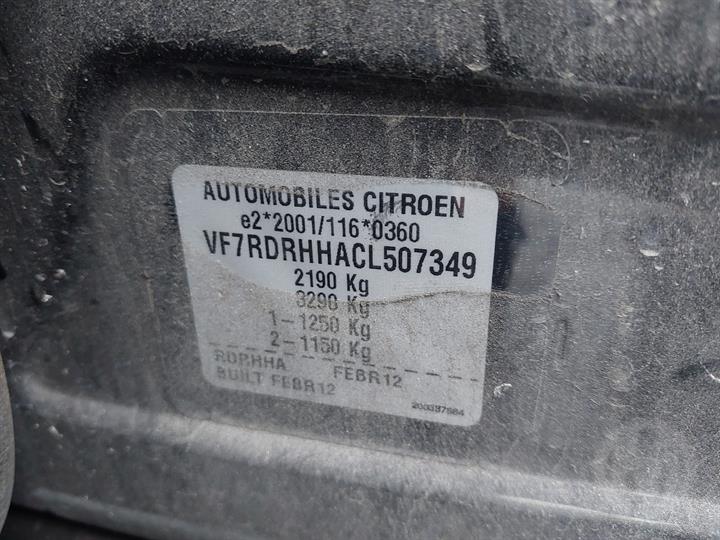 AUTOMOBILES CITROEN
e2*2001/116*0360
VF7RDRHHACL507349
2190 Kg
3290 Kg
1-1250 Kg
2-1150 Kg
RDRHHA FEBR12
BUILT FEBR12